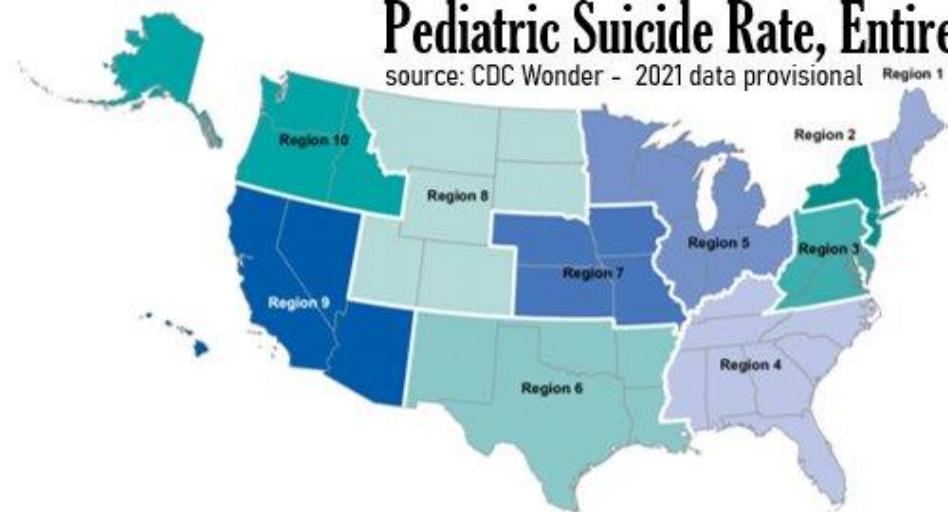 Pediatric Suicide Rate, Entire
source: CDC Wonder - 2021 data provisional
Region 1
Region 2
Region 10
Region 8
Region 5
Region 3
Region 7
Region 9
Region 4
Region 6